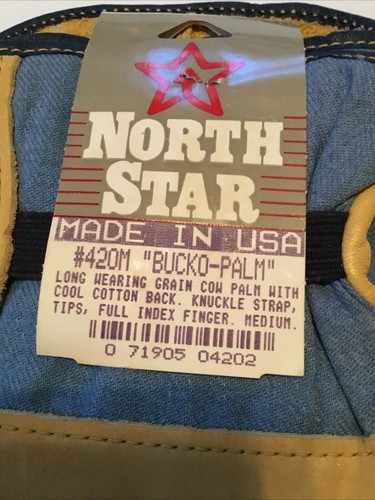 NORTH
STAR
MADE IN USA
#420M "BUCKO-PALM"
LONG WEARING GRAIN COW PALM WITH
COOL COTTON BACK. KNUCKLE STRAP,
TIPS, FULL INDEX FINGER. MEDIUM.
0 71905 04202